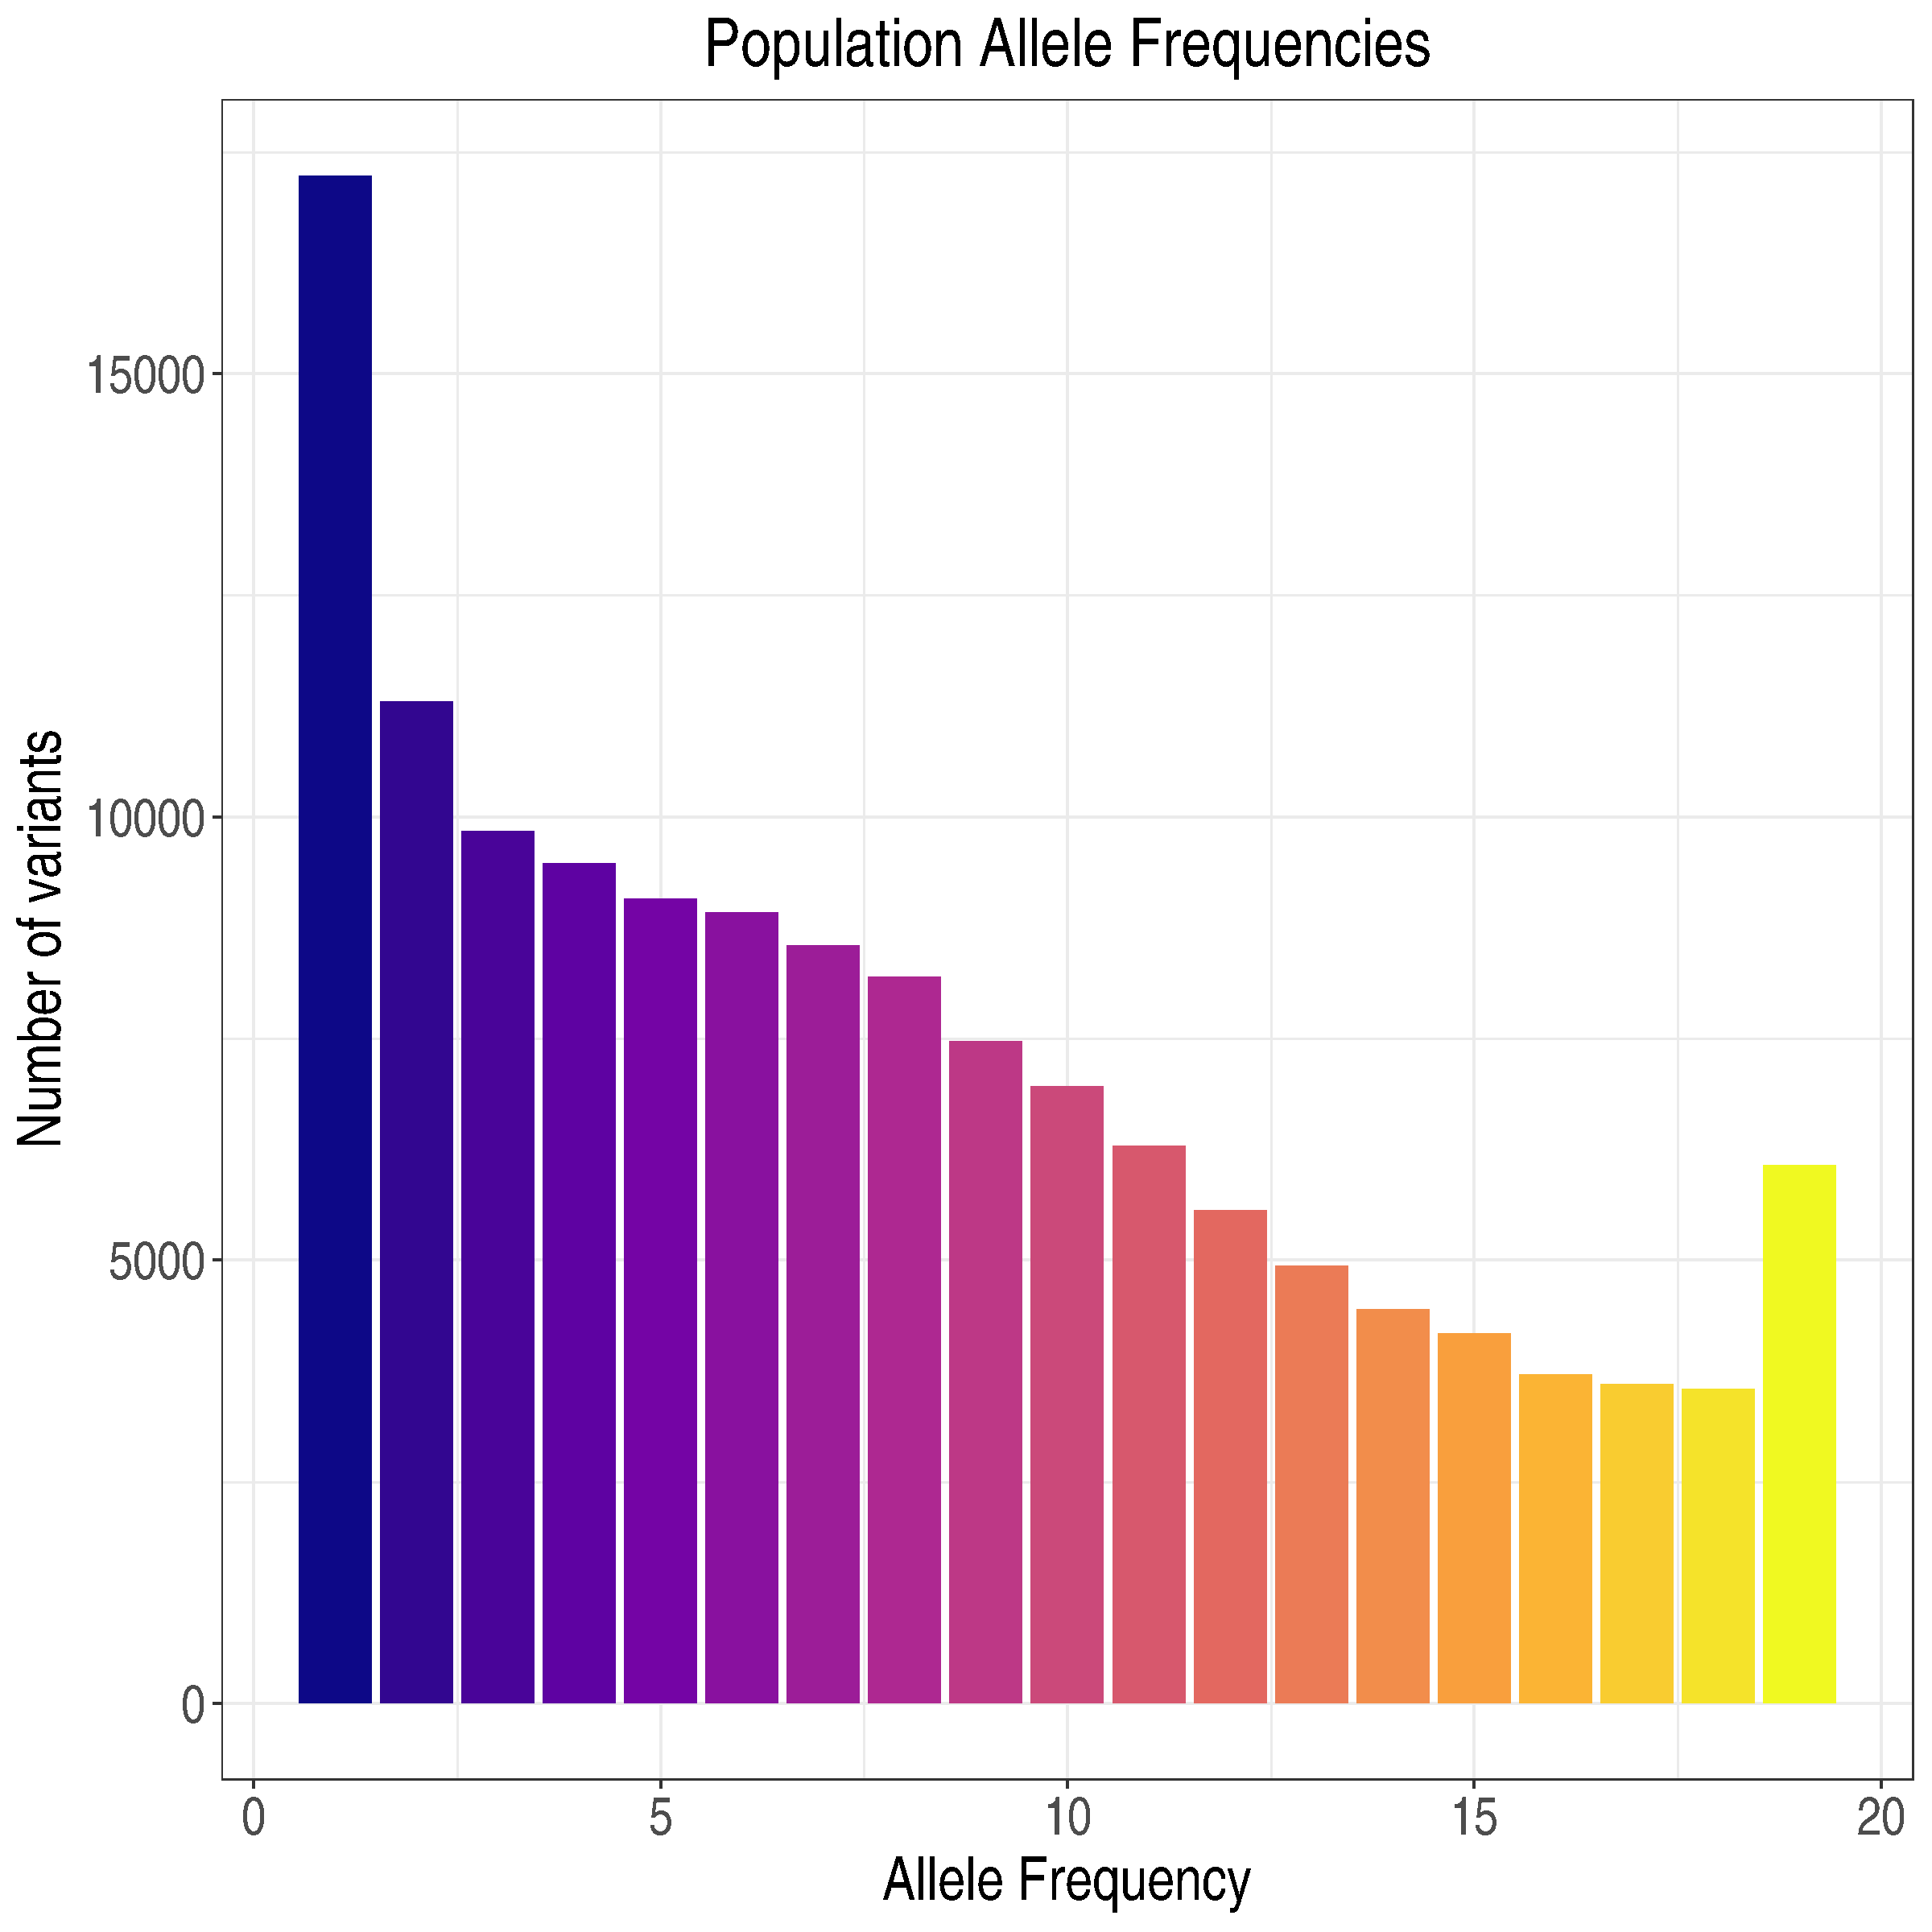 Population Allele Frequencies
Number of variants
15000
10000
5000
0
0 5 10 15 20
Allele Frequency